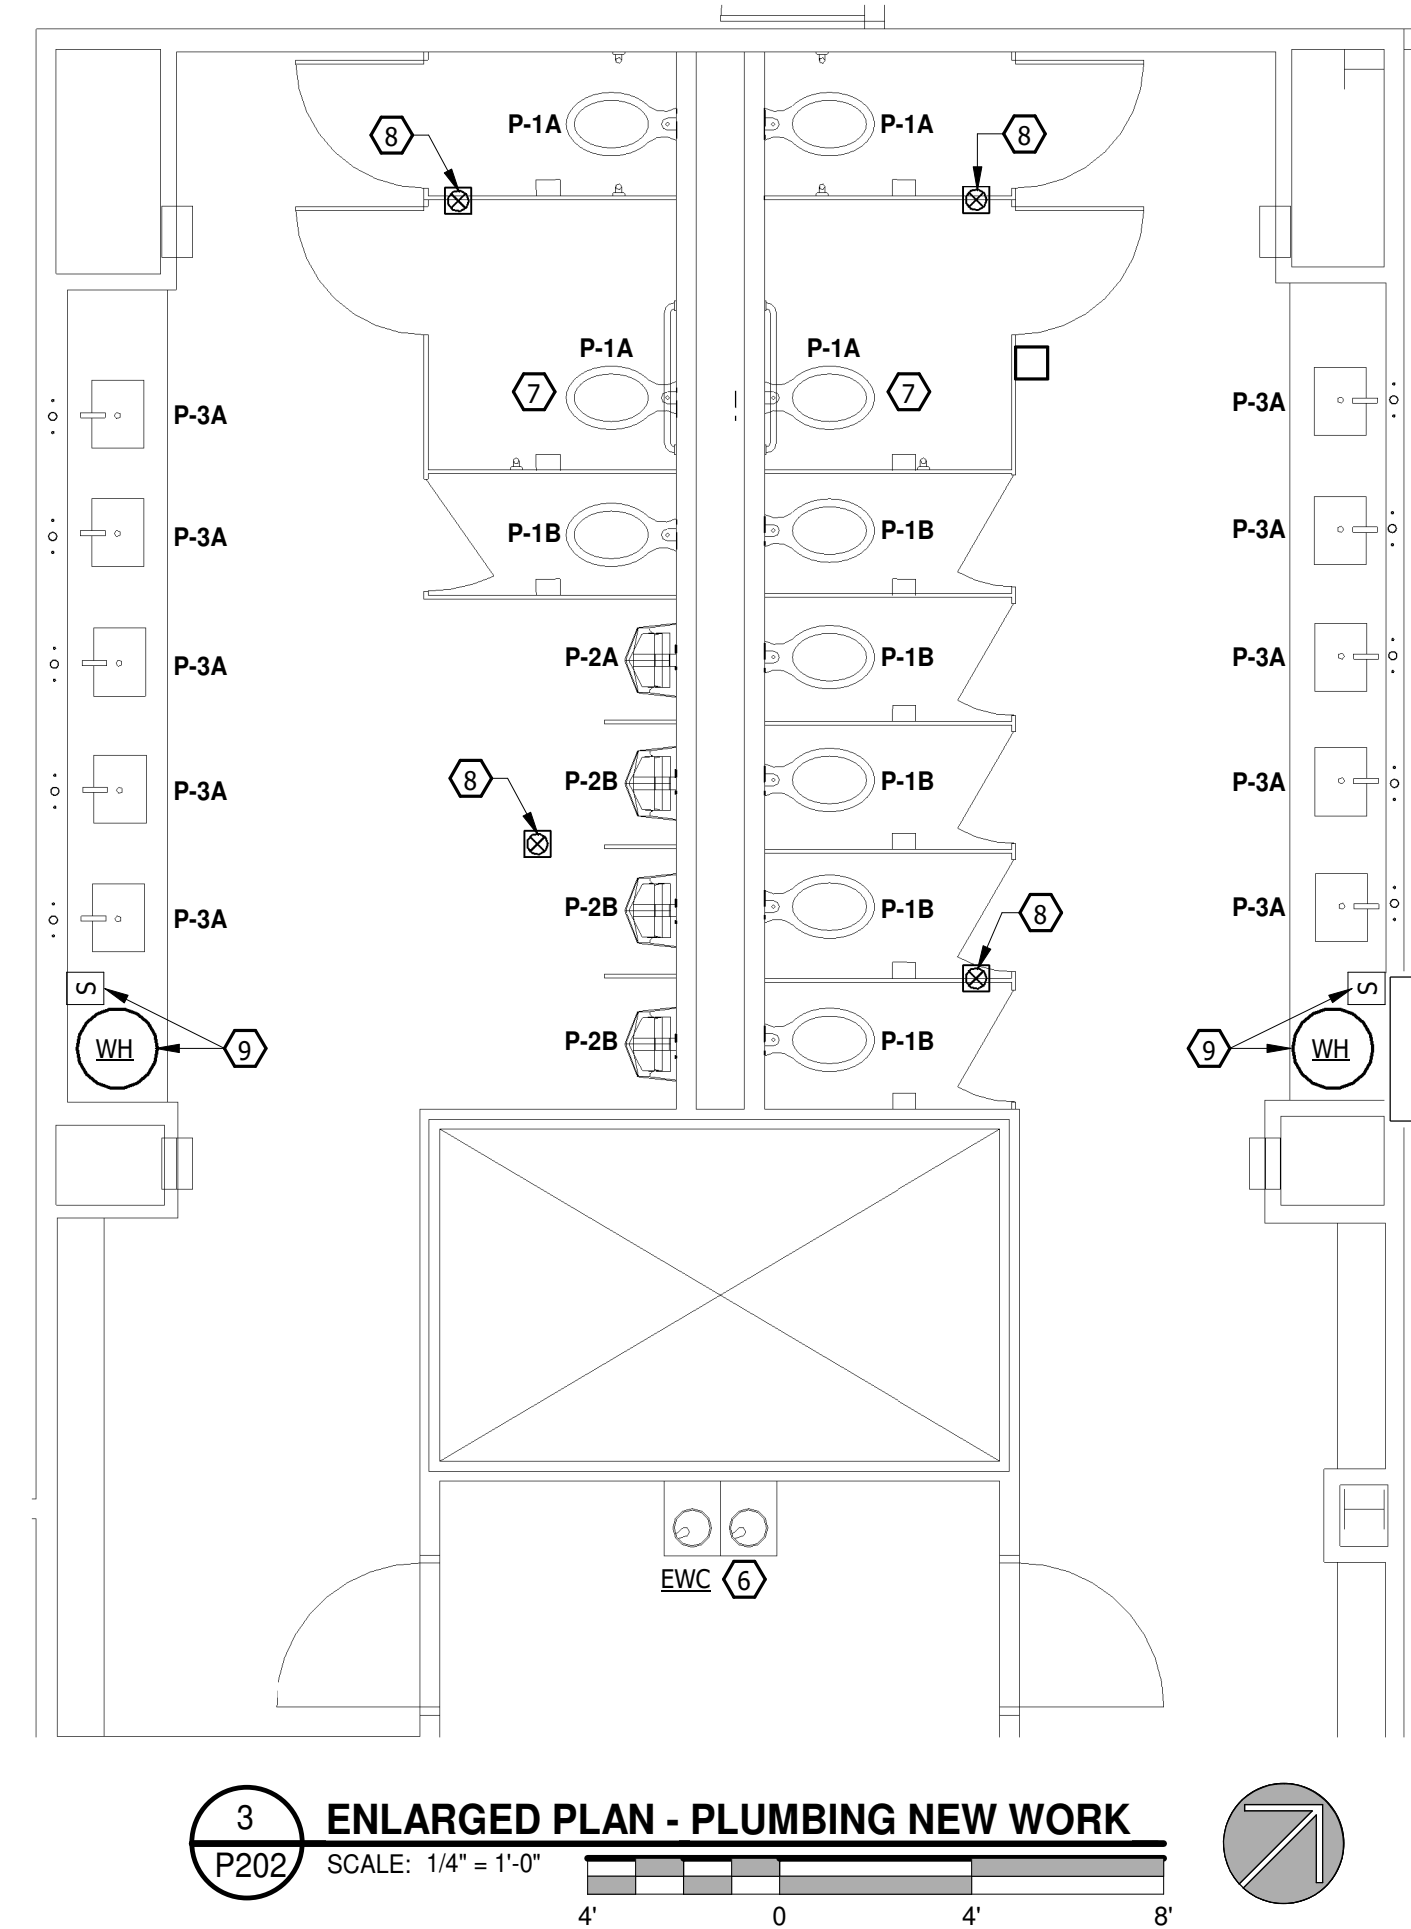 P-1A P-1A
8 8
P-1A P-1A
7 7
P-3A P-3A
P-1B P-1B
P-3A P-3A
P-2A P-1B
P-3A P-3A
8 P-2B P-1B
P-3A P-3A
P-2B P-1B 8
P-3A P-3A
S S
WH 9 P-2B P-1B 9 WH
EWC 6
3 ENLARGED PLAN - PLUMBING NEW WORK
P202 SCALE: 1/4" = 1'-0"
4' 0 4' 8'